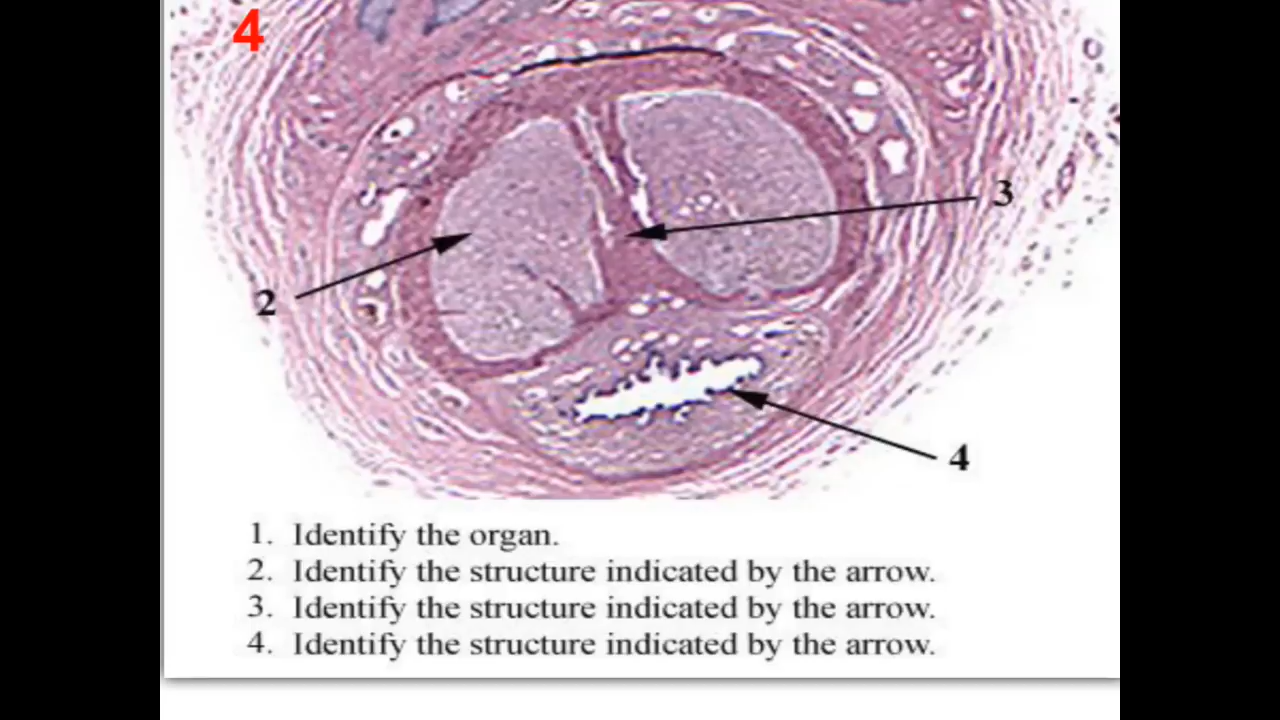 4
3
2
4
1. Identify the organ.
2. Identify the structure indicated by the arrow.
3. Identify the structure indicated by the arrow.
4. Identify the structure indicated by the arrow.